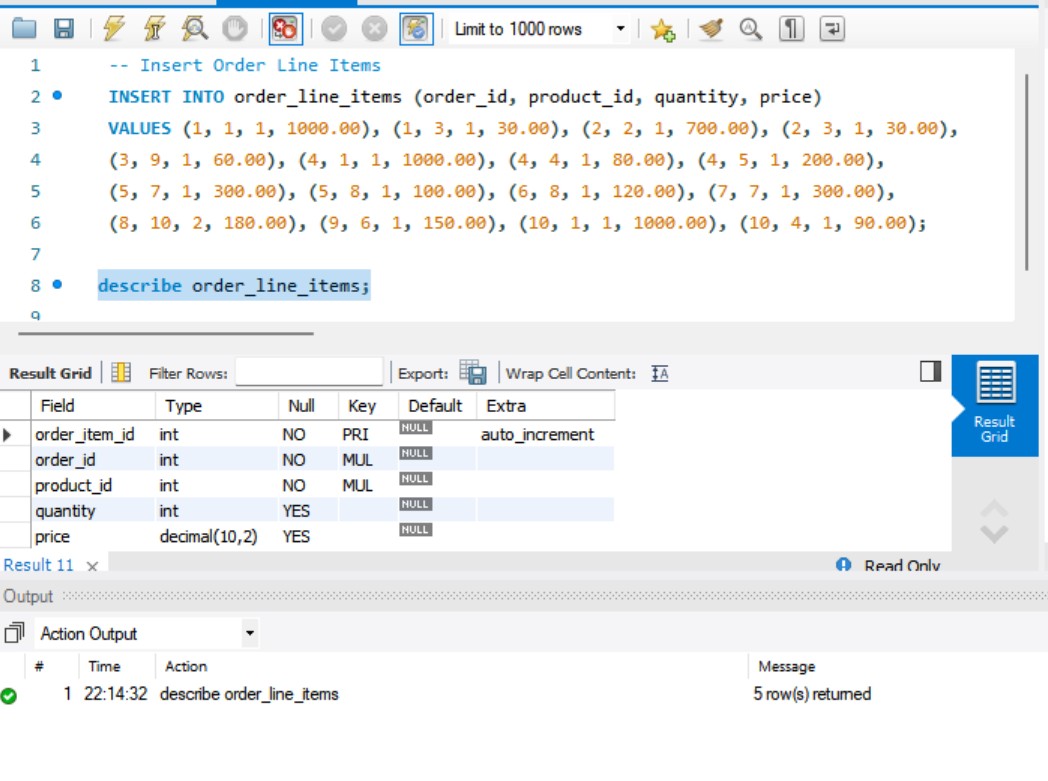 Limit to 1000 rows
1 -- Insert Order Line Items
2 INSERT INTO order_line_items (order_id, product_id, quantity, price)
3 VALUES (1, 1, 1, 1000.00), (1, 3, 1, 30.00), (2, 2, 1, 700.00), (2, 3, 1, 30.00),
4 (3, 9, 1, 60.00), (4, 1, 1, 1000.00), (4, 4, 1, 80.00), (4, 5, 1, 200.00),
5 (5, 7, 1, 300.00), (5, 8, 1, 100.00), (6, 8, 1, 120.00), (7, 7, 1, 300.00),
6 (8, 10, 2, 180.00), (9, 6, 1, 150.00), (10, 1, 1, 1000.00), (10, 4, 1, 90.00);
7
8 describe order_line_items;
9
Result Grid Filter Rows: Export: Wrap Cell Content: IA
Field Type Null Key Default Extra
order_item_id int NO PRI NULL auto_increment
order_id int NO MUL NULL
product_id int NO MUL NULL
quantity int YES NULL
price decimal(10,2) YES NULL
Result
Grid
Result 11 × Read Only
Output
Action Output
# Time Action Message
1 22:14:32 describe order_line_items 5 row(s) returned